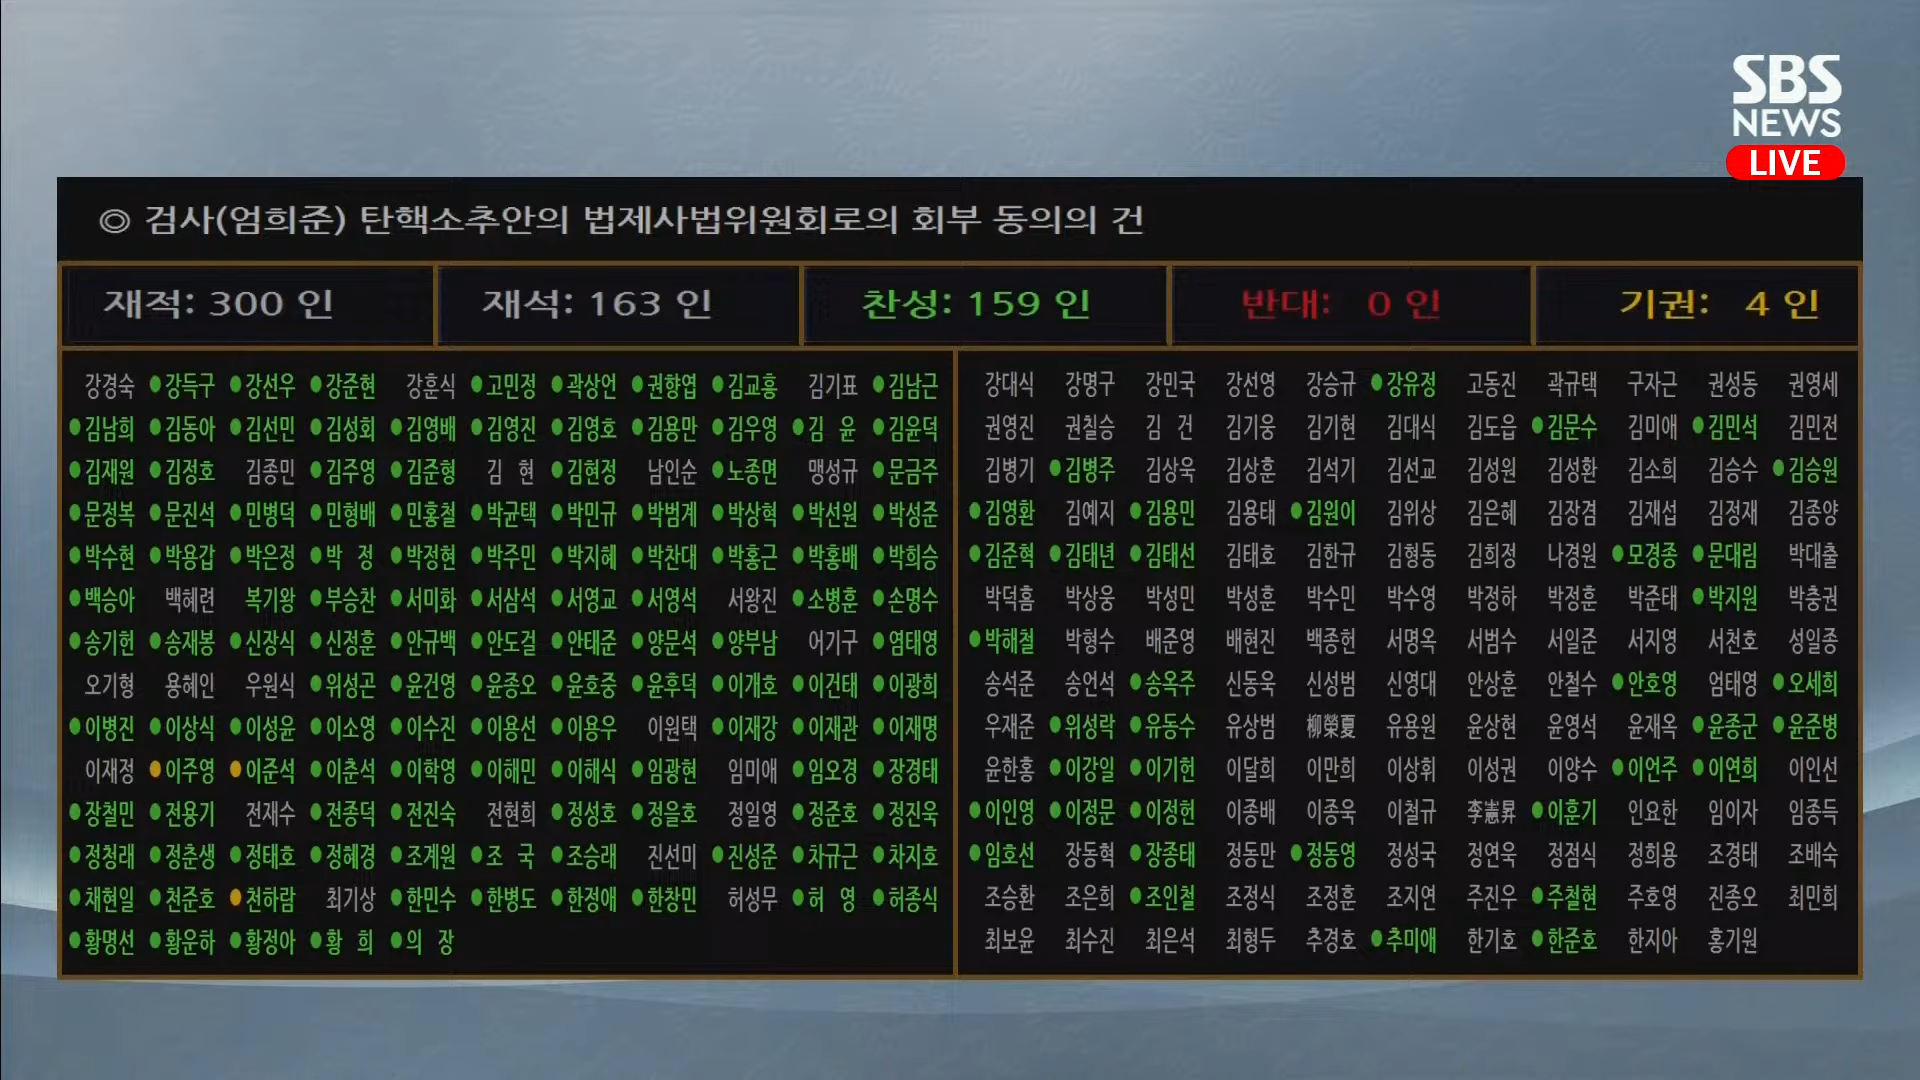 SBS
NEWS
LIVE
◎ 검사(엄희준) 탄핵소추안의 법제사법위원회로의 회부 동의의 건
재적: 300 인 재석: 163 인 찬성: 159 인 반대: 0 인 기권: 4 인
강경숙 강득구 강선우 강준현 강훈식 고민정 곽상언 권향엽 김교흥 김기표 김남근
김남희 김동아 김선민 김성회 김영배 김영진 김영호 김용만 김우영 김 윤 김윤덕
김재원 김정호 김종민 김주영 김준형 김 현 김현정 남인순 노종면 맹성규 문금주
문정복 문진석 민병덕 민형배 민홍철 박균택 박민규 박범계 박상혁 박선원 박성준
박수현 박용갑 박은정 박 정 박정현 박주민 박지혜 박찬대 박홍근 박홍배 박희승
백승아 백혜련 복기왕 부승찬 서미화 서삼석 서영교 서영석 서왕진 소병훈 손명수
송기헌 송재봉 신장식 신정훈 안규백 안도걸 안태준 양문석 양부남 어기구 염태영
오기형 용혜인 우원식 위성곤 윤건영 윤종오 윤호중 윤후덕 이개호 이건태 이광희
이병진 이상식 이성윤 이소영 이수진 이용선 이용우 이원택 이재강 이재관 이재명
이재정 이주영 이준석 이춘석 이학영 이해민 이해식 임광현 임미애 임오경 장경태
장철민 전용기 전재수 전종덕 전진숙 전현희 정성호 정을호 정일영 정준호 정진욱
정청래 정춘생 정태호 정혜경 조계원 조 국 조승래 진선미 진성준 차규근 차지호
채현일 천준호 천하람 최기상 한민수 한병도 한정애 한창민 허성무 허 영 허종식
황명선 황운하 황정아 황 희 의 장
강대식 강명구 강민국 강선영 강승규 강유정 고동진 곽규택 구자근 권성동 권영세
권영진 권칠승 김 건 김기웅 김기현 김대식 김도읍 김문수 김미애 김민석 김민전
김병기 김병주 김상욱 김상훈 김석기 김선교 김성원 김성환 김소희 김승수 김승원
김영환 김예지 김용민 김용태 김원이 김위상 김은혜 김장겸 김재섭 김정재 김종양
김준혁 김태년 김태선 김태호 김한규 김형동 김희정 나경원 모경종 문대림 박대출
박덕흠 박상웅 박성민 박성훈 박수민 박수영 박정하 박정훈 박준태 박지원 박충권
박해철 박형수 배준영 배현진 백종헌 서명옥 서범수 서일준 서지영 서천호 성일종
송석준 송언석 송옥주 신동욱 신성범 신영대 안상훈 안철수 안호영 엄태영 오세희
우재준 위성락 유동수 유상범 柳榮夏 유용원 윤상현 윤영석 윤재옥 윤종군 윤준병
윤한홍 이강일 이기헌 이달희 이만희 이상휘 이성권 이양수 이언주 이연희 이인선
이인영 이정문 이정헌 이종배 이종욱 이철규 李憲昇 이훈기 인요한 임이자 임종득
임호선 장동혁 장종태 정동만 정동영 정성국 정연욱 정점식 정희용 조경태 조배숙
조승환 조은희 조인철 조정식 조정훈 조지연 주진우 주철현 주호영 진종오 최민희
최보윤 최수진 최은석 최형두 추경호 추미애 한기호 한준호 한지아 홍기원